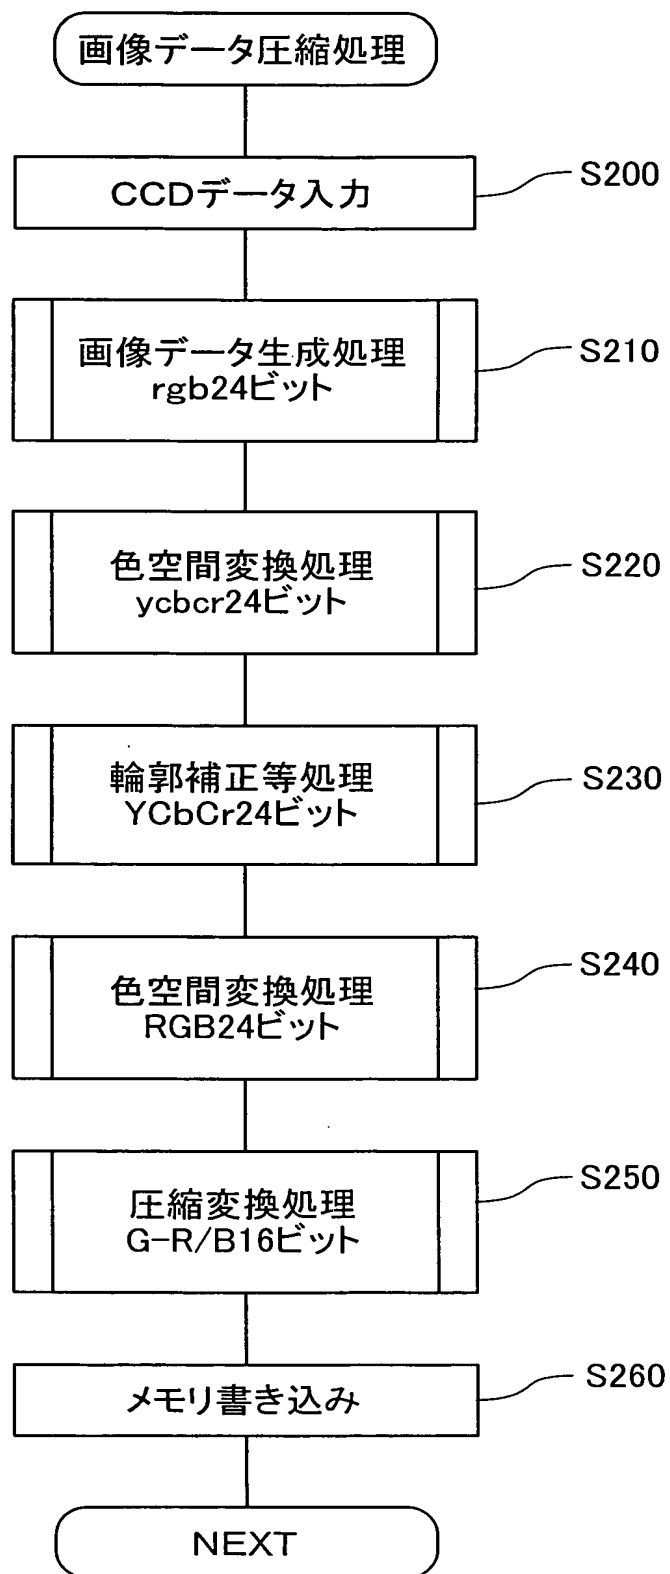 画像データ圧縮処理
CCDデータ入力
S200
画像データ生成処理
rgb24ビット
S210
色空間変換処理
ycbcr24ビット
S220
輪郭補正等処理
YCbCr24ビット
S230
色空間変換処理
RGB24ビット
S240
圧縮変換処理
G-R/B16ビット
S250
メモリ書き込み
S260
NEXT